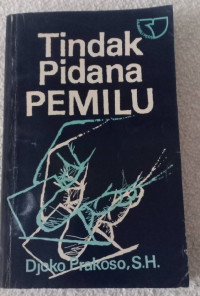 Tindak
Pidana
PEMILU
Djoko Prakoso, S.H.